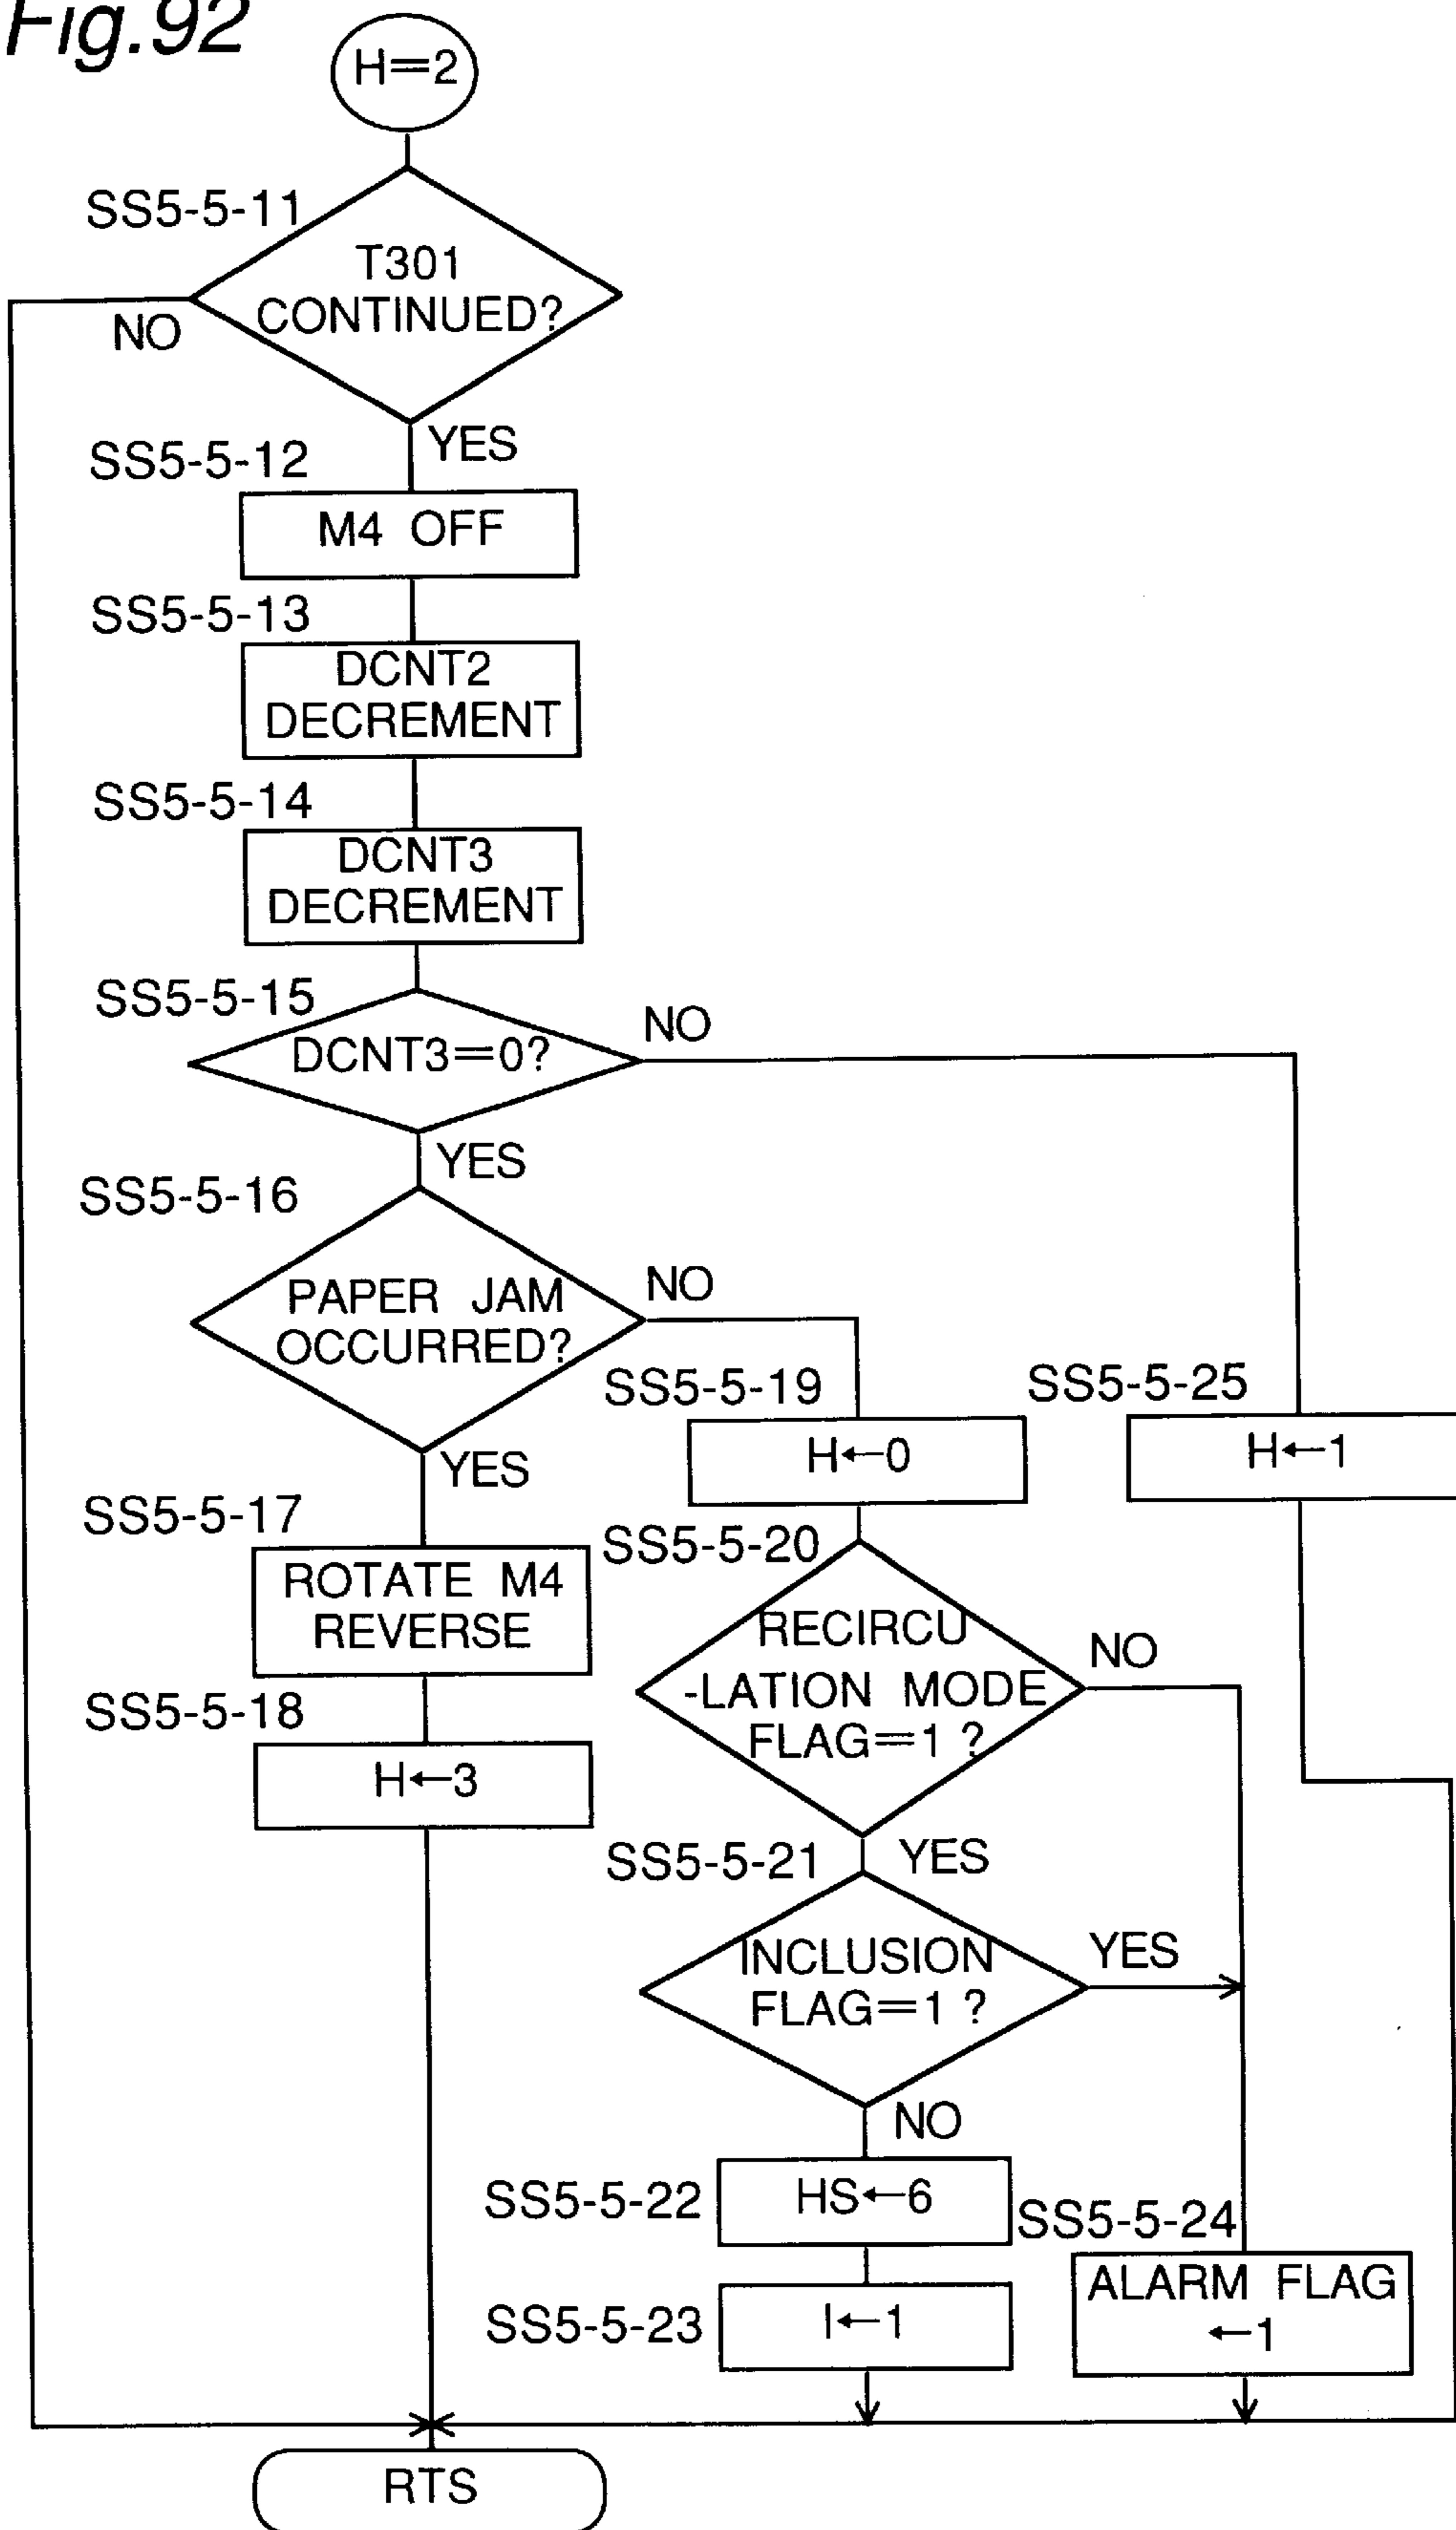 Fig.92
H=2
SS5-5-11
T301
CONTINUED?
NO
YES
SS5-5-12
M4 OFF
SS5-5-13
DCNT2
DECREMENT
SS5-5-14
DCNT3
DECREMENT
SS5-5-15
DCNT3=0?
NO
YES
SS5-5-16
PAPER JAM
OCCURRED?
NO
YES
SS5-5-17
ROTATE M4
REVERSE
SS5-5-18
H←3
SS5-5-19
H←0
SS5-5-20
RECIRCU
-LATION MODE
FLAG=1 ?
NO
YES
SS5-5-21
INCLUSION
FLAG=1 ?
YES
NO
SS5-5-22
HS←6
SS5-5-23
I←1
SS5-5-24
ALARM FLAG
←1
SS5-5-25
H←1
RTS